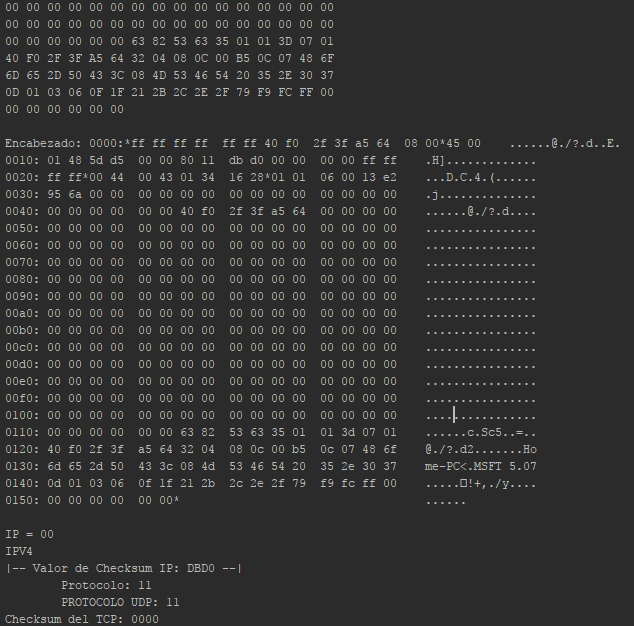 00 00 00 00 00 00 00 00 00 00 00 00 00 00 00 00
00 00 00 00 00 00 00 00 00 00 00 00 00 00 00 00
00 00 00 00 00 00 63 82 53 63 35 01 01 3D 07 01
40 F0 2F 3F A5 64 32 04 08 0C 00 B5 0C 07 48 6F
6D 65 2D 50 43 3C 08 4D 53 46 54 20 35 2E 30 37
0D 01 03 06 0F 1F 21 2B 2C 2E 2F 79 F9 FC FF 00
00 00 00 00 00 00
Encabezado: 0000:*ff ff ff ff ff ff 40 f0 2f 3f a5 64 08 00*45 00 ......@./?.d..E.
0010: 01 48 5d d5 00 00 80 11 db d0 00 00 00 00 ff ff .H].............
0020: ff ff*00 44 00 43 01 34 16 28*01 01 06 00 13 e2 ...D.C.4.(......
0030: 95 6a 00 00 00 00 00 00 00 00 00 00 00 00 00 00 .j..............
0040: 00 00 00 00 00 00 40 f0 2f 3f a5 64 00 00 00 00 ......@./?.d....
0050: 00 00 00 00 00 00 00 00 00 00 00 00 00 00 00 00 ................
0060: 00 00 00 00 00 00 00 00 00 00 00 00 00 00 00 00 ................
0070: 00 00 00 00 00 00 00 00 00 00 00 00 00 00 00 00 ................
0080: 00 00 00 00 00 00 00 00 00 00 00 00 00 00 00 00 ................
0090: 00 00 00 00 00 00 00 00 00 00 00 00 00 00 00 00 ................
00a0: 00 00 00 00 00 00 00 00 00 00 00 00 00 00 00 00 ................
00b0: 00 00 00 00 00 00 00 00 00 00 00 00 00 00 00 00 ................
00c0: 00 00 00 00 00 00 00 00 00 00 00 00 00 00 00 00 ................
00d0: 00 00 00 00 00 00 00 00 00 00 00 00 00 00 00 00 ................
00e0: 00 00 00 00 00 00 00 00 00 00 00 00 00 00 00 00 ................
00f0: 00 00 00 00 00 00 00 00 00 00 00 00 00 00 00 00 ................
0100: 00 00 00 00 00 00 00 00 00 00 00 00 00 00 00 00 ................
0110: 00 00 00 00 00 00 63 82 53 63 35 01 01 3d 07 01 ......c.Sc5..=..
0120: 40 f0 2f 3f a5 64 32 04 08 0c 00 b5 0c 07 48 6f @./?.d2.......Ho
0130: 6d 65 2d 50 43 3c 08 4d 53 46 54 20 35 2e 30 37 me-PC<.MSFT 5.07
0140: 0d 01 03 06 0f 1f 21 2b 2c 2e 2f 79 f9 fc ff 00 .....▯!+,./y....
0150: 00 00 00 00 00 00* ......
IP = 00
IPV4
|-- Valor de Checksum IP: DBD0 --|
Protocolo: 11
PROTOCOLO UDP: 11
Checksum del TCP: 0000